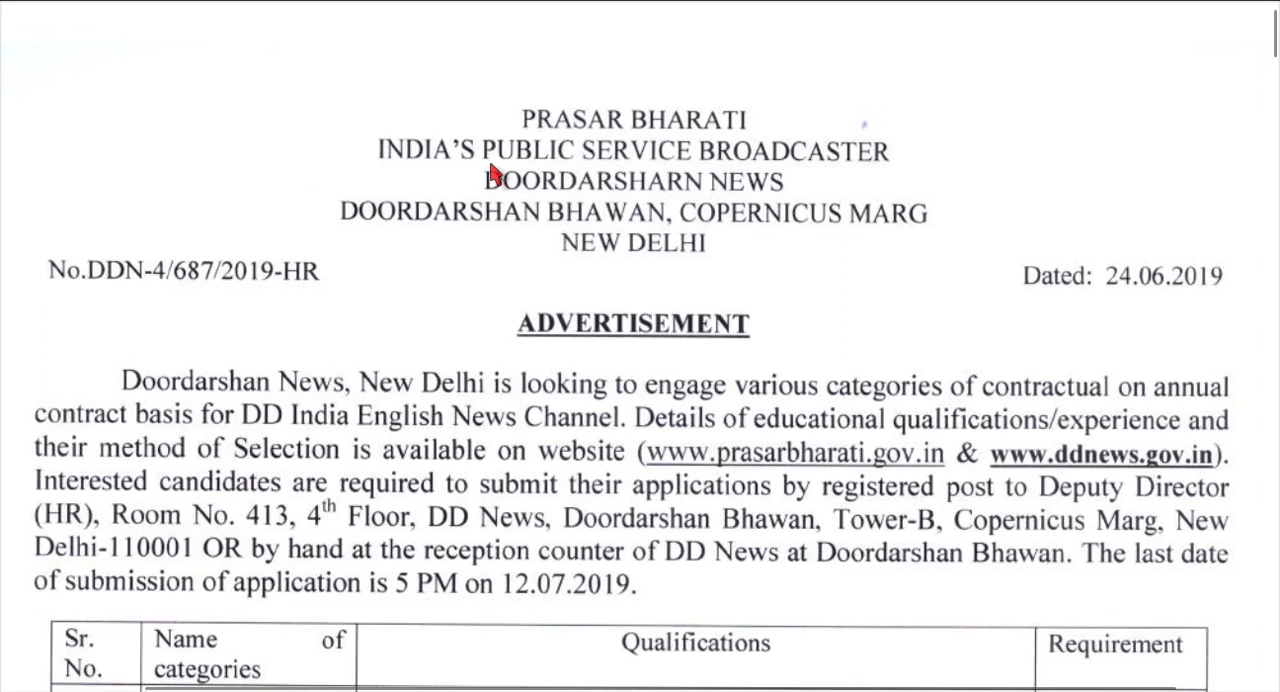 PRASAR BHARATI
INDIA'S PUBLIC SERVICE BROADCASTER
DOORDARSHARN NEWS
DOORDARSHAN BHAWAN, COPERNICUS MARG
NEW DELHI
No.DDN-4/687/2019-HR
Dated: 24.06.2019
ADVERTISEMENT
Doordarshan News, New Delhi is looking to engage various categories of contractual on annual
contract basis for DD India English News Channel. Details of educational qualifications/experience and
their method of Selection is available on website (www.prasarbharati.gov.in & www.ddnews.gov.in).
Interested candidates are required to submit their applications by registered post to Deputy Director
(HR), Room No. 413, 4th Floor, DD News, Doordarshan Bhawan, Tower-B, Copernicus Marg, New
Delhi-110001 OR by hand at the reception counter of DD News at Doordarshan Bhawan. The last date
of submission of application is 5 PM on 12.07.2019.
Sr. No.
Name of categories
Qualifications
Requirement